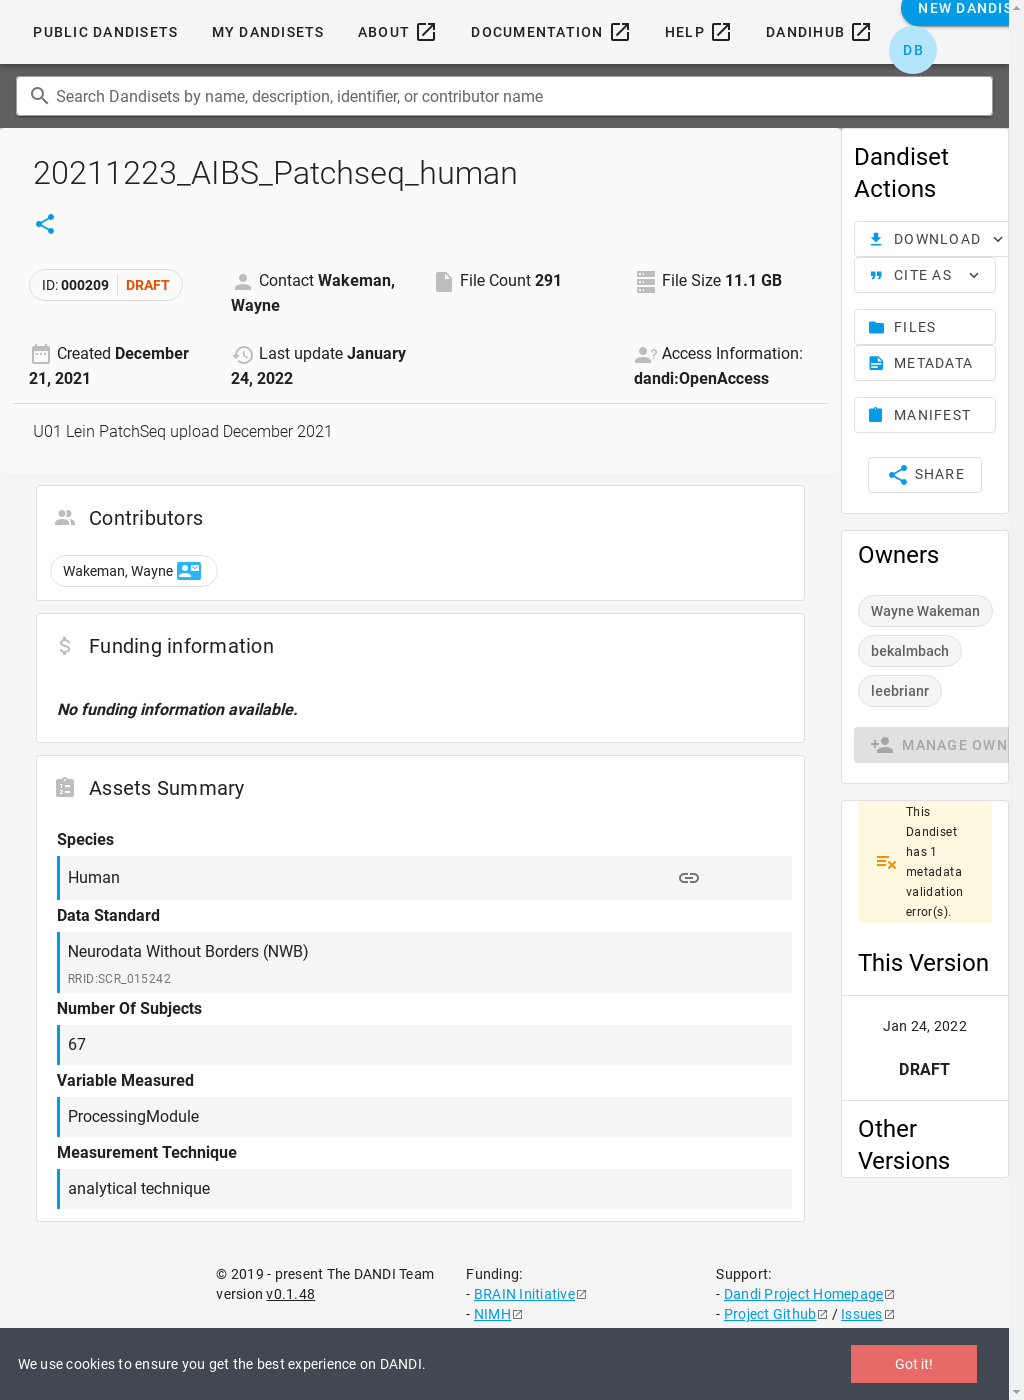 PUBLIC DANDISETS
MY DANDISETS
ABOUT
DOCUMENTATION
HELP
DANDIHUB
NEW DANDIS
DB
Search Dandisets by name, description, identifier, or contributor name
20211223_AIBS_Patchseq_human
ID: 000209 DRAFT
Contact Wakeman,
Wayne
File Count 291
File Size 11.1 GB
Created December
21, 2021
Last update January
24, 2022
Access Information:
dandi:OpenAccess
U01 Lein PatchSeq upload December 2021
Contributors
Wakeman, Wayne
Funding information
No funding information available.
Assets Summary
Species
Human
Data Standard
Neurodata Without Borders (NWB)
RRID:SCR_015242
Number Of Subjects
67
Variable Measured
ProcessingModule
Measurement Technique
analytical technique
Dandiset
Actions
DOWNLOAD
CITE AS
FILES
METADATA
MANIFEST
SHARE
Owners
Wayne Wakeman
bekalmbach
leebrianr
MANAGE OWN
This
Dandiset
has 1
metadata
validation
error(s).
This Version
Jan 24, 2022
DRAFT
Other
Versions
© 2019 - present The DANDI Team
version v0.1.48
Funding:
- BRAIN Initiative
- NIMH
Support:
- Dandi Project Homepage
- Project Github / Issues
We use cookies to ensure you get the best experience on DANDI.
Got it!